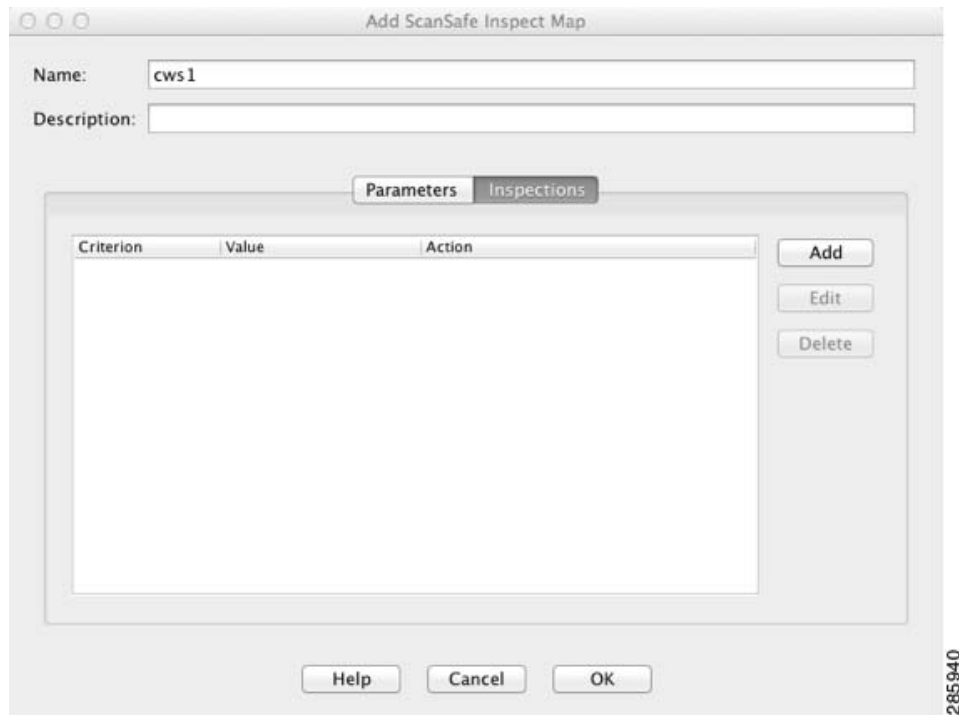 Add ScanSafe Inspect Map
Name: cws1
Description:
Parameters Inspections
Criterion Value Action
Add
Edit
Delete
Help Cancel OK
285940